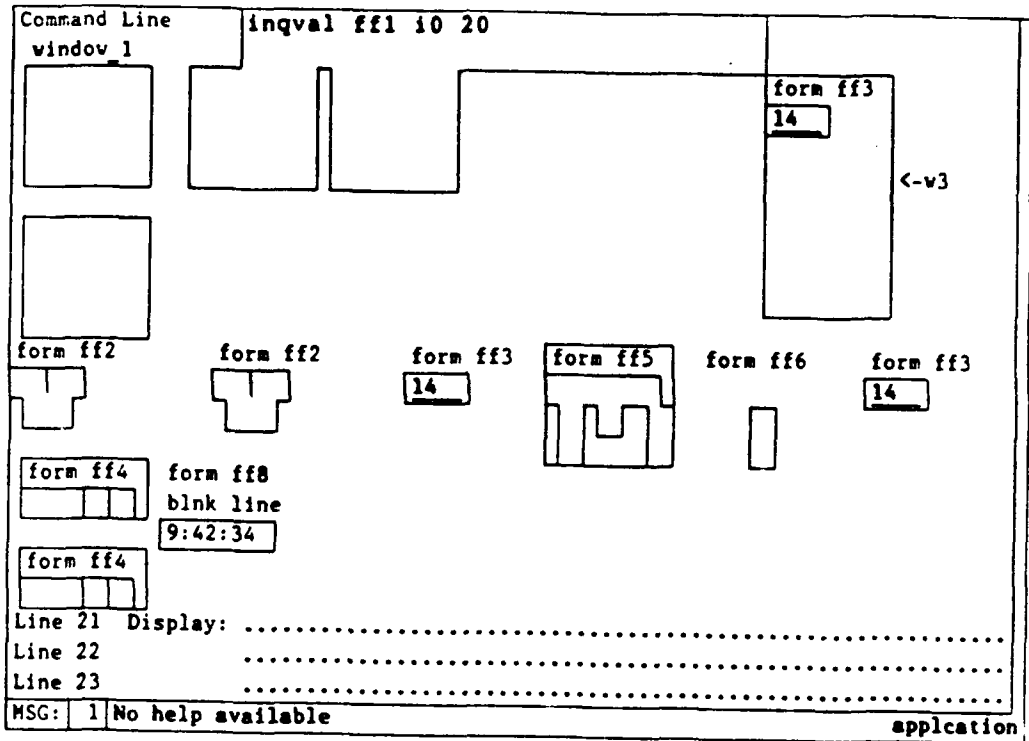 Command Line inqval ff1 i0 20
window_1
form ff3
14
<-w3
form ff2 form ff2 form ff3 form ff5 form ff6 form ff3
14 14
form ff4 form ff8
blnk line
9:42:34
form ff4
Line 21 Display: ............................................................
Line 22 ............................................................
Line 23 ............................................................
MSG: 1 No help available applcation